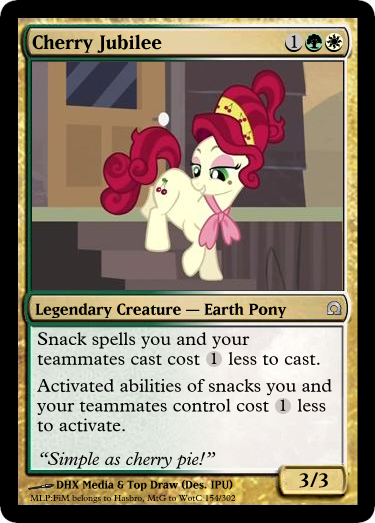 Cherry Jubilee 1
Legendary Creature — Earth Pony
Snack spells you and your
teammates cast cost 1 less to cast.
Activated abilities of snacks you and
your teammates control cost 1 less
to activate.
“Simple as cherry pie!”
3/3
DHX Media & Top Draw (Des. IPU)
MLP:FiM belongs to Hasbro, MtG to WotC 154/302